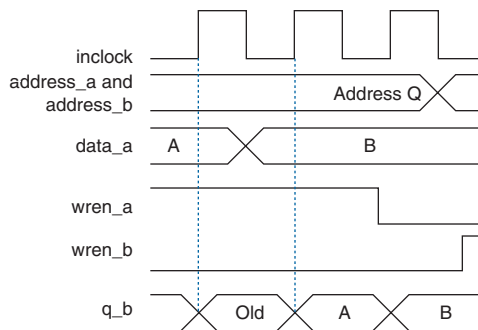 inclock
address_a and
address_b
Address Q
data_a
A
B
wren_a
wren_b
q_b
Old
A
B